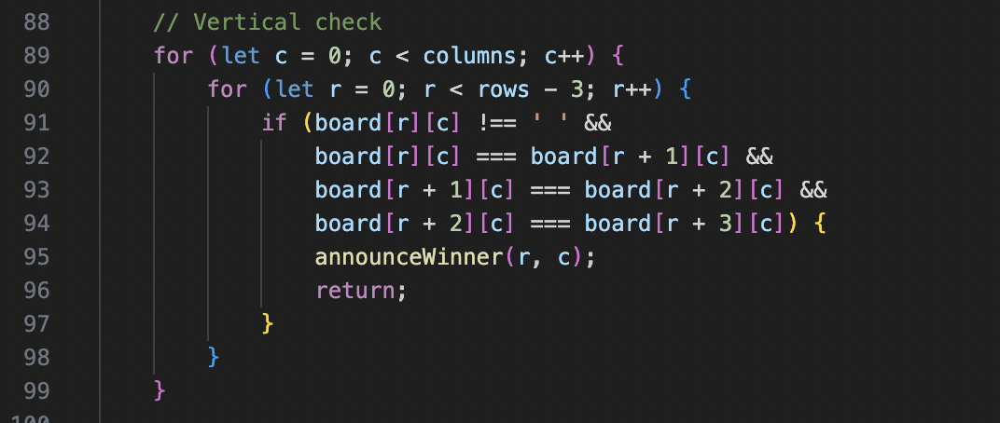 88 // Vertical check
89 for (let c = 0; c < columns; c++) {
90 for (let r = 0; r < rows - 3; r++) {
91 if (board[r][c] !== ' ' &&
92 board[r][c] === board[r + 1][c] &&
93 board[r + 1][c] === board[r + 2][c] &&
94 board[r + 2][c] === board[r + 3][c]) {
95 announceWinner(r, c);
96 return;
97 }
98 }
99 }
100